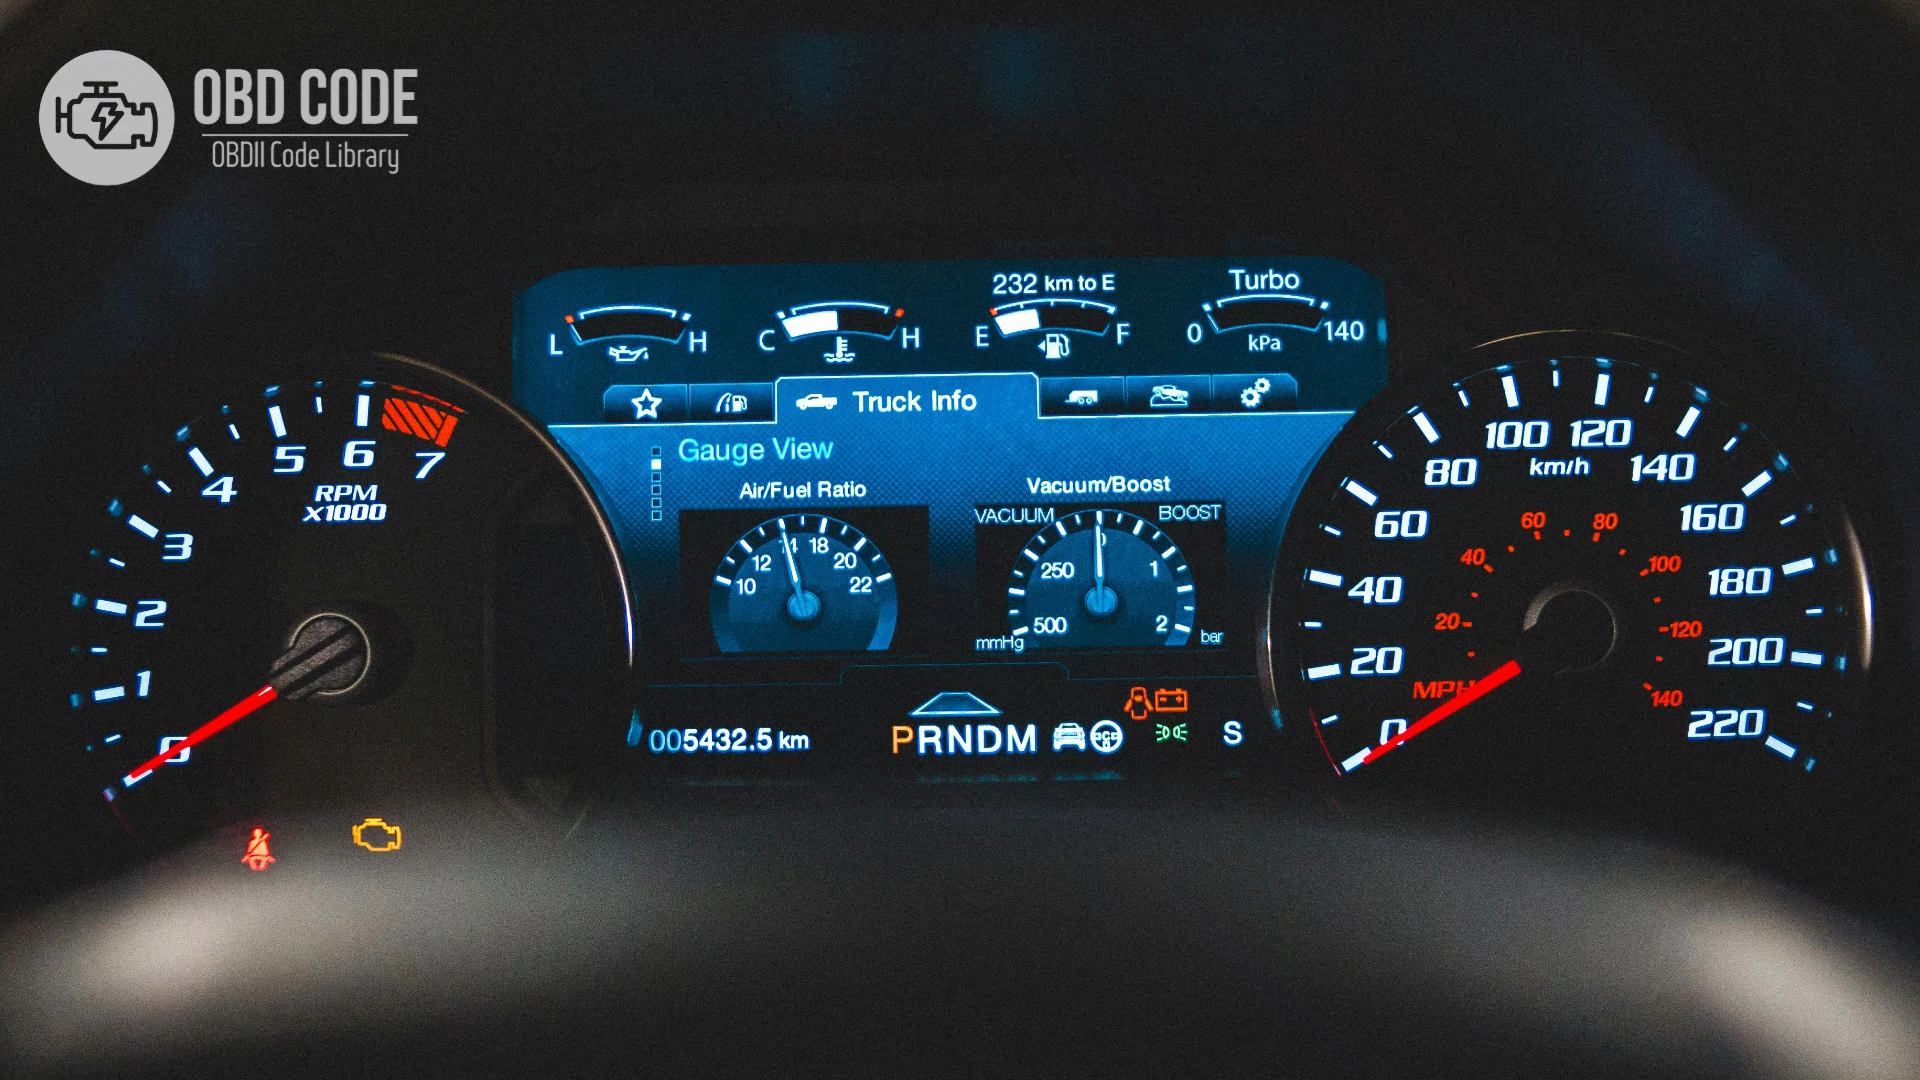 OBD CODE
OBDII Code Library
232 km to E
Turbo
L H
C H
E F
0 140
kPa
Truck Info
Gauge View
Air/Fuel Ratio
Vacuum/Boost
VACUUM BOOST
10 12 14 18 20 22
500 250 0 1 2
mmHg bar
0 1 2 3 4 5 6 7
RPM
X1000
0 20 40 60 80 100 120 140 160 180 200 220
km/h
20 40 60 80 100 120 140
MPH
005432.5 km
PRNDM
S